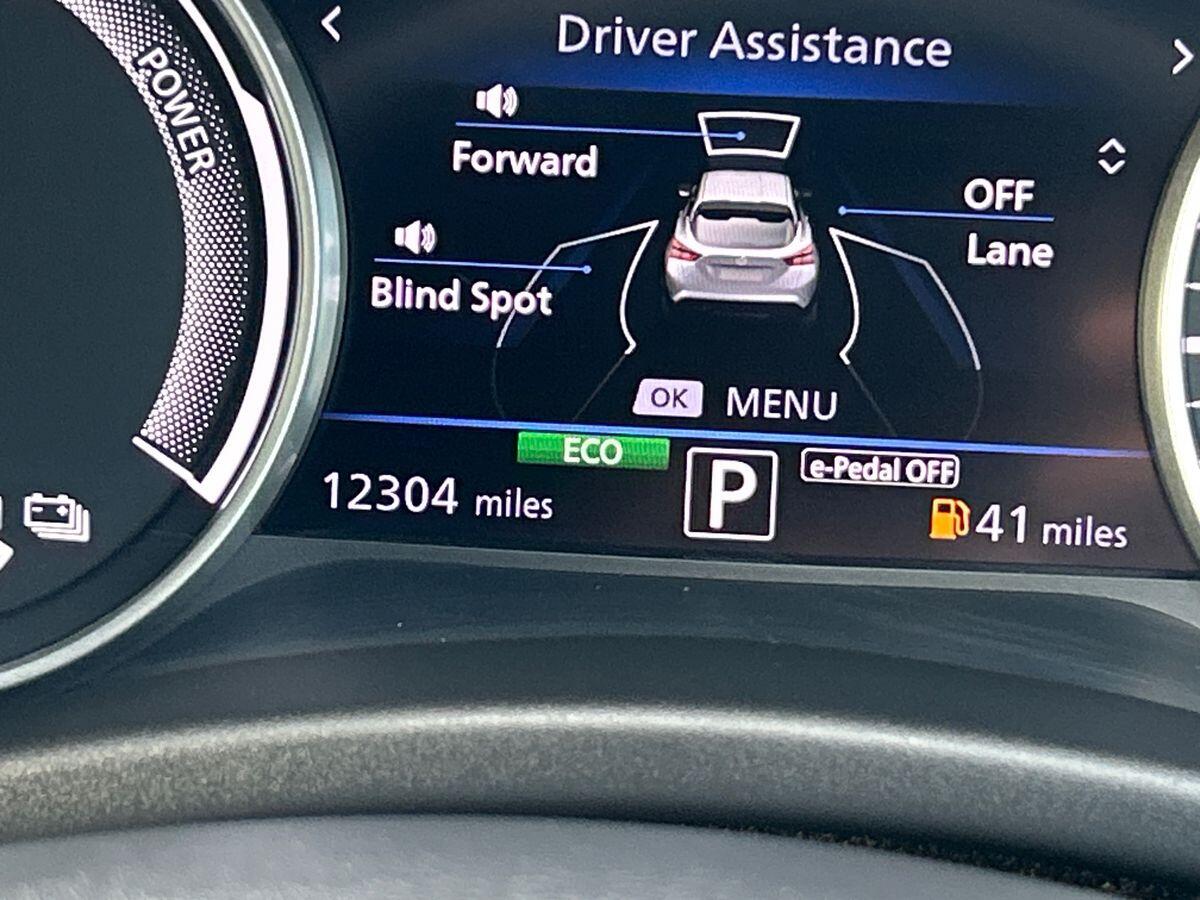 POWER
Driver Assistance
Forward
OFF
Lane
Blind Spot
OK MENU
ECO
P
e-Pedal OFF
12304 miles
41 miles